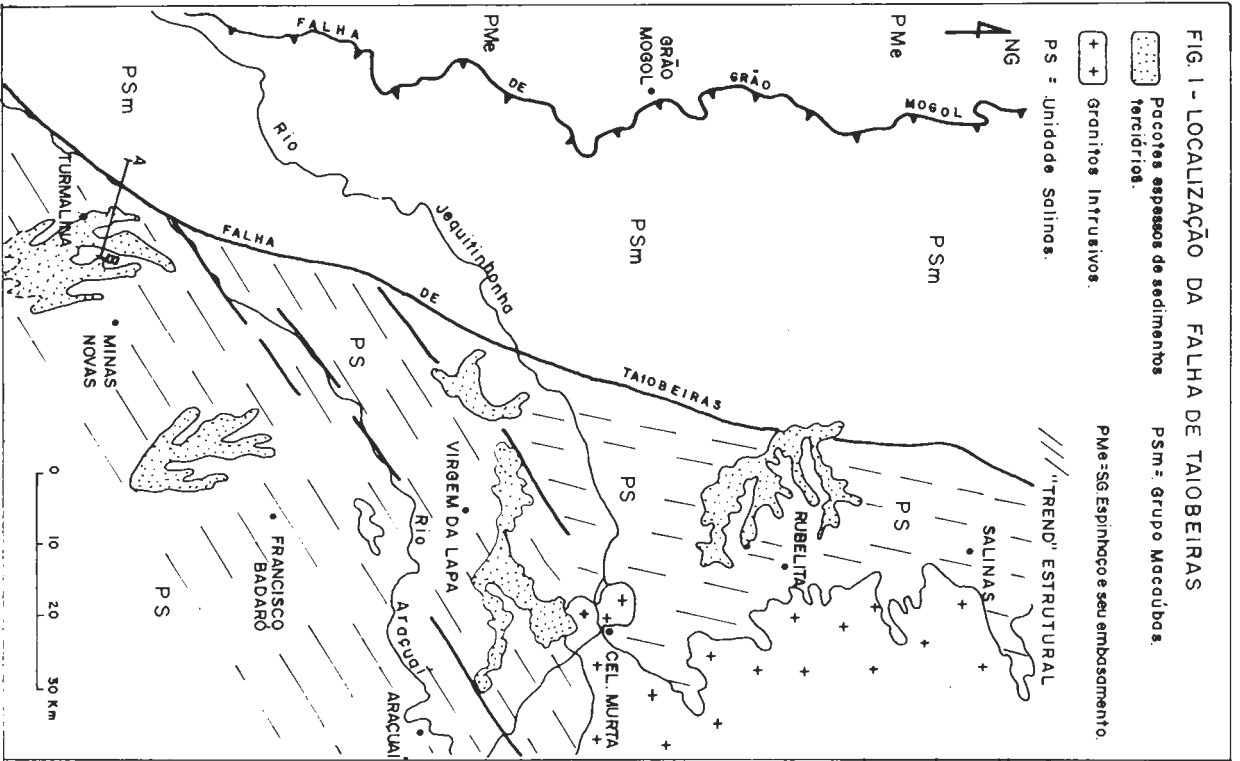 FIG. 1 - LOCALIZAÇÃO DA FALHA DE TAIOBEIRAS
Pacotes espessos de sedimentos
terciários.
PSm = Grupo Macaúbas.
Granitos Intrusivos.
PMe=SG.Espinhaço e seu embasamento.
PS = Unidade Salinas.
"TREND" ESTRUTURAL
NG
PMe
PSm
SALINAS
MOGOL
PS
GRÃO
RUBELITA
GRÃO
MOGOL
PSm
TAIOBEIRAS
PS
CEL. MURTA
DE
PMe
Jequitinhonha
VIRGEM DA LAPA
DE
Rio
Araçuaí
ARAÇUAÍ
PS
FALHA
Rio
FALHA
FRANCISCO
BADARÓ
PS
PSm
A
B
MINAS
NOVAS
TURMALINA
0
10
20
30 Km